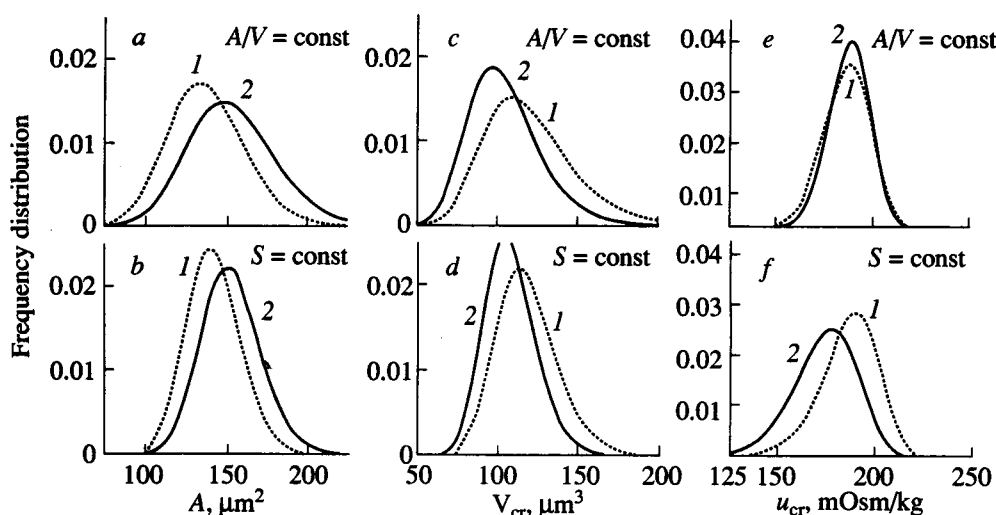 Frequency distribution
a
A/V = const
0.02
0.01
0
1
2
c
A/V = const
0.02
0.01
0
2
1
e
A/V = const
0.04
0.03
0.02
0.01
2
1
b
S = const
0.02
0.01
0
1
2
100
150
200
A, μm²
d
S = const
0.02
0.01
0
2
1
50
100
150
200
V_cr, μm³
f
S = const
0.04
0.03
0.02
0.01
2
1
125
150
200
250
u_cr, mOsm/kg